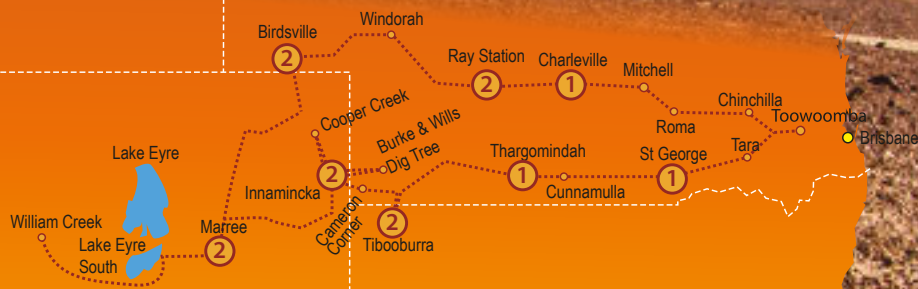 Windorah
Birdsville
2
Ray Station
2
Charleville
1
Mitchell
Chinchilla
Roma
Toowoomba
Brisbane
Cooper Creek
Burke & Wills
Dig Tree
Tara
Thargomindah
1
St George
1
Cunnamulla
Lake Eyre
2
Innamincka
Cameron
Corner
2
Tibooburra
William Creek
Marree
2
Lake Eyre
South